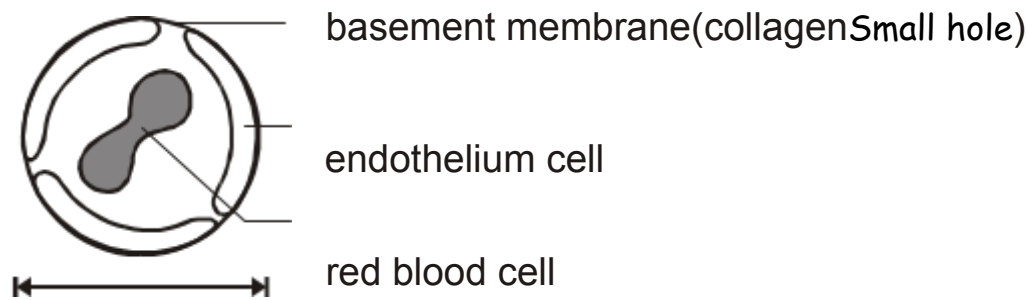 basement membrane(collagenSmall hole)
endothelium cell
red blood cell